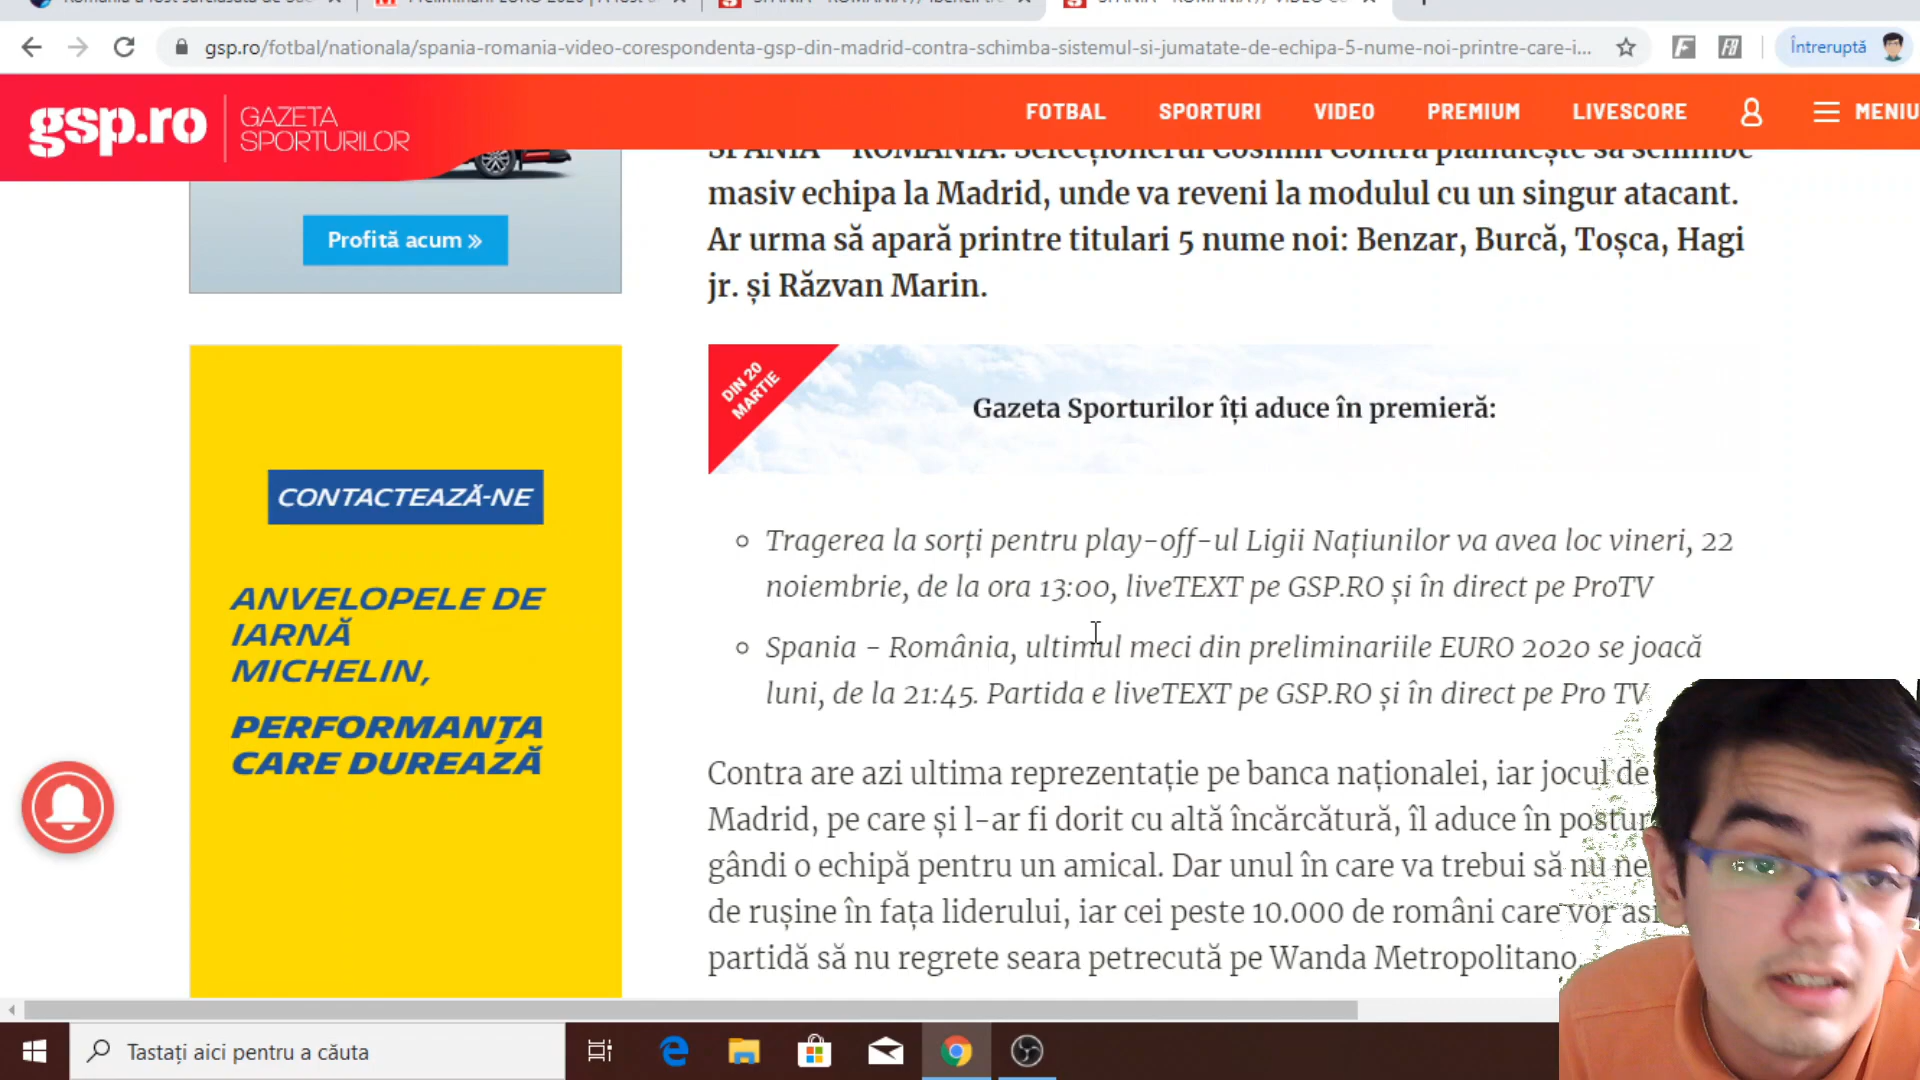 gsp.ro/fotbal/nationala/spania-romania-video-corespondenta-gsp-din-madrid-contra-schimba-sistemul-si-jumatate-de-echipa-5-nume-noi-printre-care-i...
Întreruptă
gsp.ro
GAZETA
SPORTURILOR
FOTBAL
SPORTURI
VIDEO
PREMIUM
LIVESCORE
MENIU
SPANIA - ROMÂNIA. Selecționerul Cosmin Contra plănuiește să schimbe
masiv echipa la Madrid, unde va reveni la modulul cu un singur atacant.
Ar urma să apară printre titulari 5 nume noi: Benzar, Burcă, Toșca, Hagi
jr. și Răzvan Marin.
Profită acum »
DIN 20
MARTIE
Gazeta Sporturilor îți aduce în premieră:
CONTACTEAZĂ-NE
ANVELOPELE DE
IARNĂ
MICHELIN,
PERFORMANȚA
CARE DUREAZĂ
Tragerea la sorți pentru play-off-ul Ligii Națiunilor va avea loc vineri, 22
noiembrie, de la ora 13:00, liveTEXT pe GSP.RO și în direct pe ProTV
Spania - România, ultimul meci din preliminariile EURO 2020 se joacă
luni, de la 21:45. Partida e liveTEXT pe GSP.RO și în direct pe Pro TV
Contra are azi ultima reprezentație pe banca naționalei, iar jocul de
Madrid, pe care și l-ar fi dorit cu altă încărcătură, îl aduce în postur
gândi o echipă pentru un amical. Dar unul în care va trebui să nu ne
de rușine în fața liderului, iar cei peste 10.000 de români care vor asi
partidă să nu regrete seara petrecută pe Wanda Metropolitano.
Tastați aici pentru a căuta